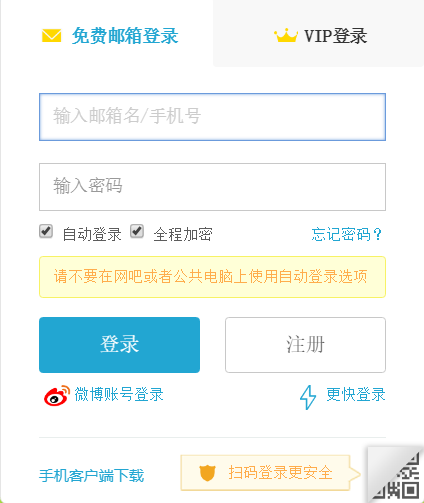 免费邮箱登录 VIP登录
输入邮箱名/手机号
输入密码
自动登录 全程加密 忘记密码？
请不要在网吧或者公共电脑上使用自动登录选项
登录 注册
微博账号登录 更快登录
手机客户端下载 扫码登录更安全